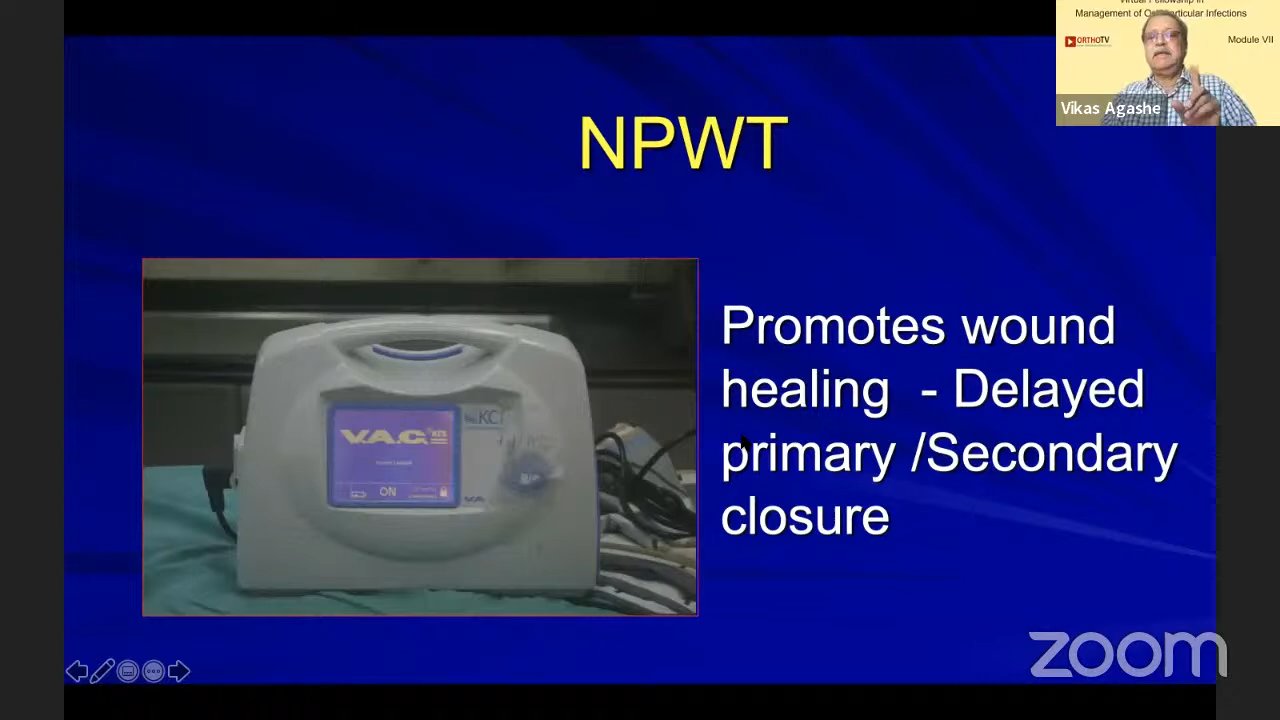 Management of Osteoarticular Infections
ORTHOTV
Module VII
Vikas Agashe
NPWT
Promotes wound
healing - Delayed
primary /Secondary
closure
KCI
V.A.C.
ON
zoom